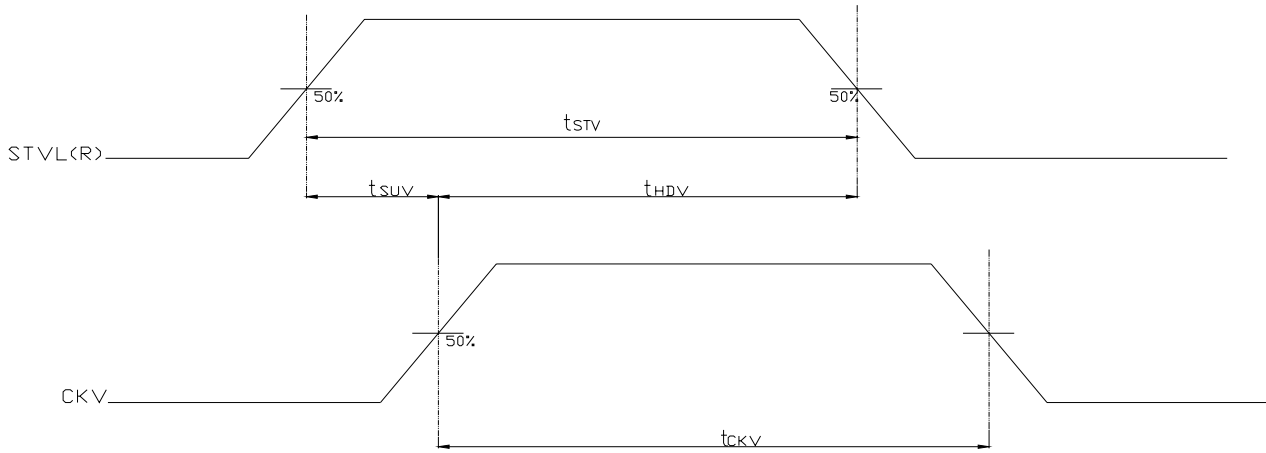 50%
50%
tSTV
STVL(R)
tSUV
tHDV
50%
CKV
tCKV